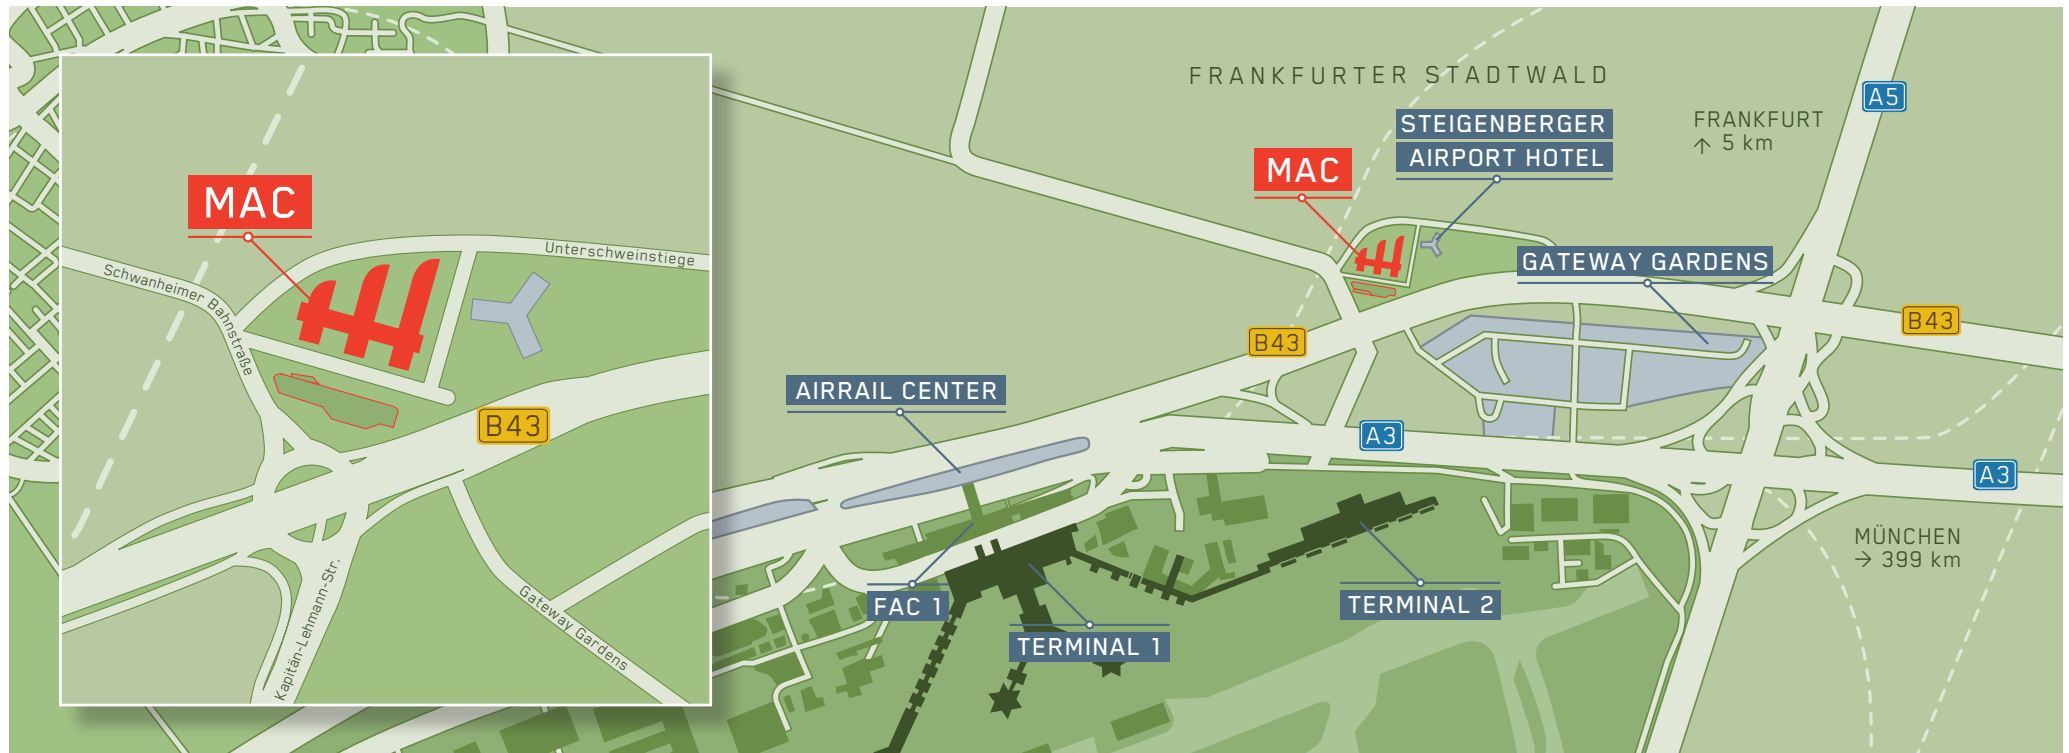 MAC
Schwanheimer Bahnstraße
Unterschweinstiege
B43
Kapitän-Lehmann-Str.
Gateway Gardens
FRANKFURTER STADTWALD
STEIGENBERGER
AIRPORT HOTEL
MAC
FRANKFURT
↑ 5 km
A5
GATEWAY GARDENS
B43
B43
AIRRAIL CENTER
A3
A3
MÜNCHEN
→ 399 km
FAC 1
TERMINAL 1
TERMINAL 2